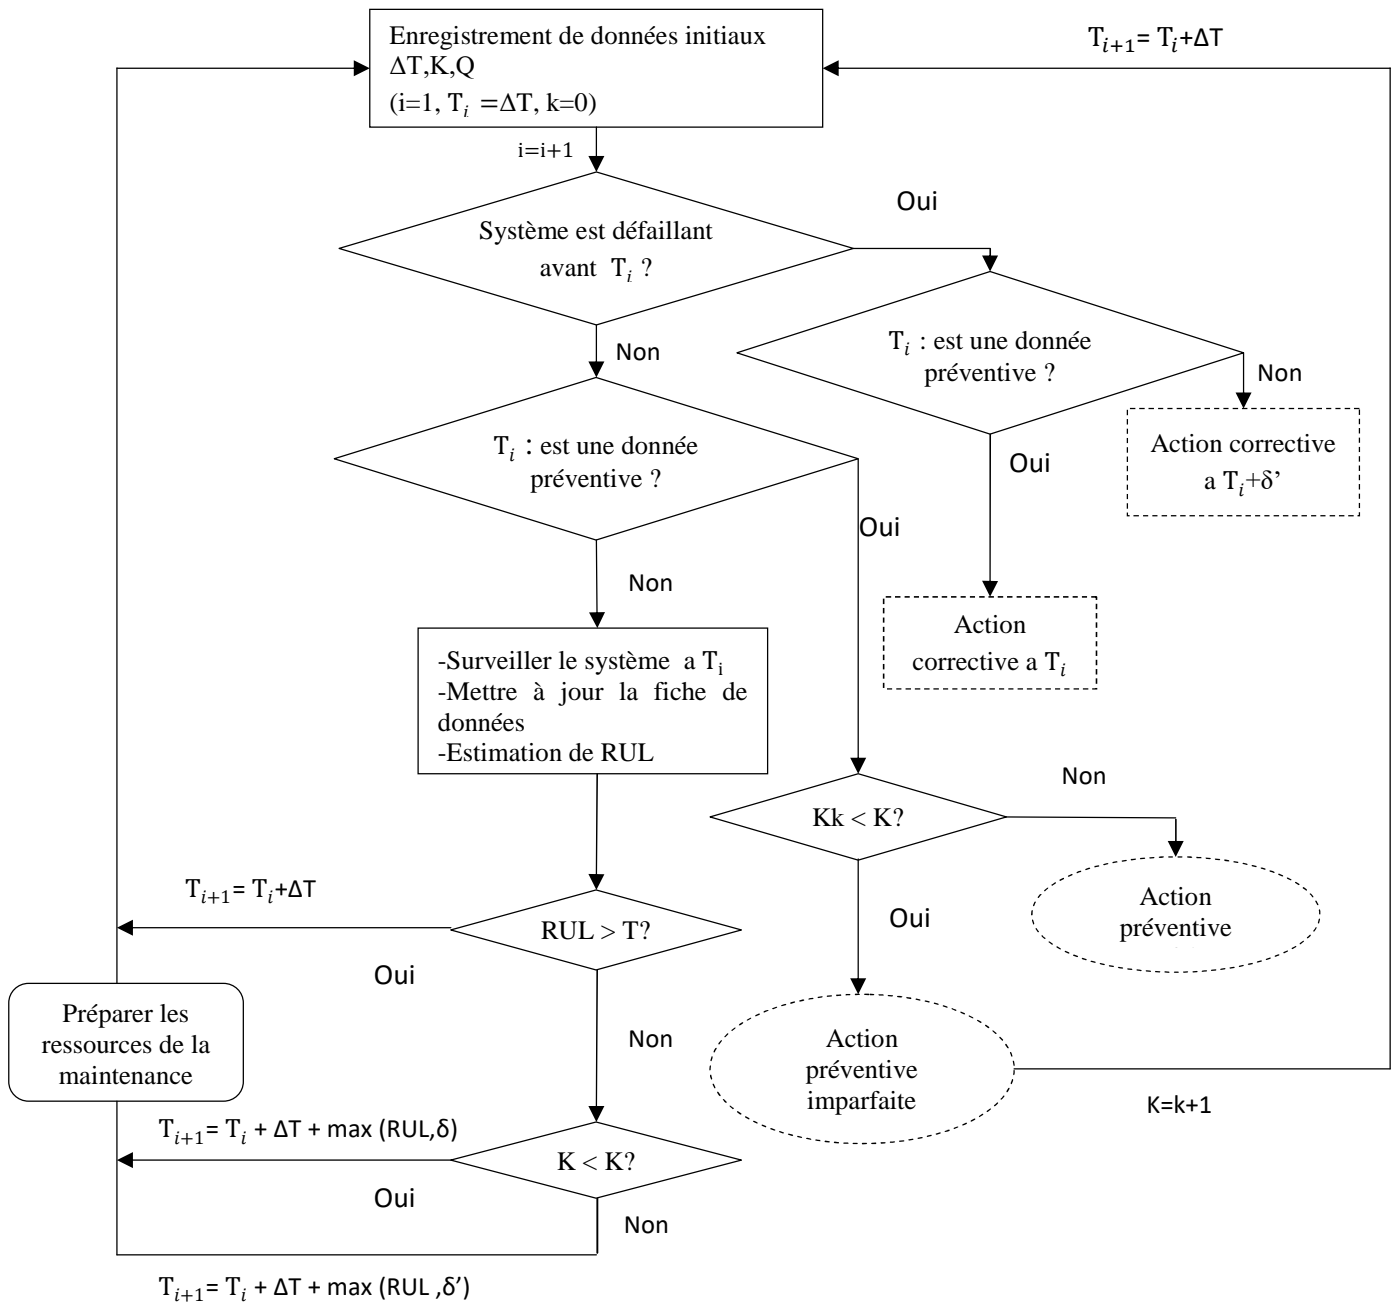 Enregistrement de données initiaux
ΔT,K,Q
(i=1, T𝑖 =ΔT, k=0)
T𝑖+1= T𝑖+ΔT
i=i+1
Système est défaillant
avant T𝑖 ?
Oui
Non
T𝑖 : est une donnée
préventive ?
Non
Action corrective
a T𝑖+δ’
Oui
Action
corrective a T𝑖
T𝑖 : est une donnée
préventive ?
Oui
Non
-Surveiller le système a Ti
-Mettre à jour la fiche de
données
-Estimation de RUL
Kk < K?
Non
Action
préventive
Oui
Action
préventive
imparfaite
K=k+1
T𝑖+1= T𝑖+ΔT
RUL > T?
Oui
Non
Préparer les
ressources de la
maintenance
T𝑖+1= T𝑖 + ΔT + max (RUL,δ)
K < K?
Oui
Non
T𝑖+1= T𝑖 + ΔT + max (RUL ,δ’)